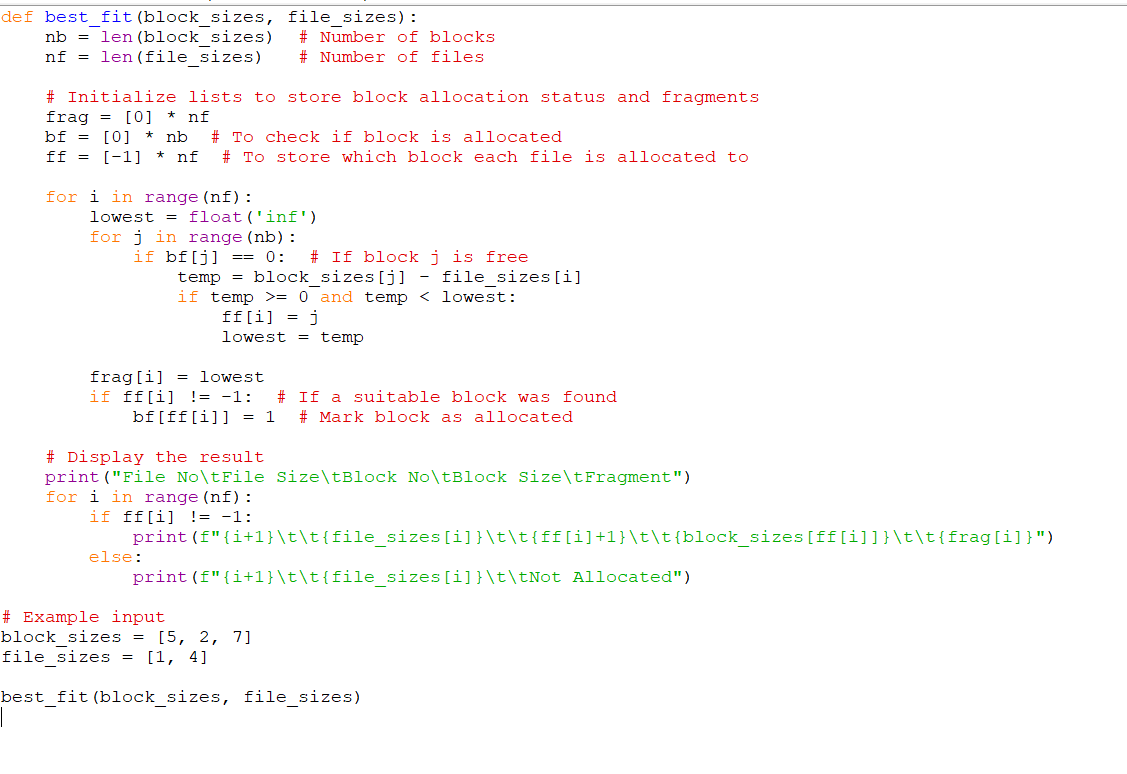 def best_fit(block_sizes, file_sizes):
    nb = len(block_sizes)  # Number of blocks
    nf = len(file_sizes)   # Number of files

    # Initialize lists to store block allocation status and fragments
    frag = [0] * nf
    bf = [0] * nb  # To check if block is allocated
    ff = [-1] * nf  # To store which block each file is allocated to

    for i in range(nf):
        lowest = float('inf')
        for j in range(nb):
            if bf[j] == 0:  # If block j is free
                temp = block_sizes[j] - file_sizes[i]
                if temp >= 0 and temp < lowest:
                    ff[i] = j
                    lowest = temp

        frag[i] = lowest
        if ff[i] != -1:  # If a suitable block was found
            bf[ff[i]] = 1  # Mark block as allocated

    # Display the result
    print("File No\tFile Size\tBlock No\tBlock Size\tFragment")
    for i in range(nf):
        if ff[i] != -1:
            print(f"{i+1}\t\t{file_sizes[i]}\t\t{ff[i]+1}\t\t{block_sizes[ff[i]]}\t\t{frag[i]}")
        else:
            print(f"{i+1}\t\t{file_sizes[i]}\t\tNot Allocated")

# Example input
block_sizes = [5, 2, 7]
file_sizes = [1, 4]

best_fit(block_sizes, file_sizes)